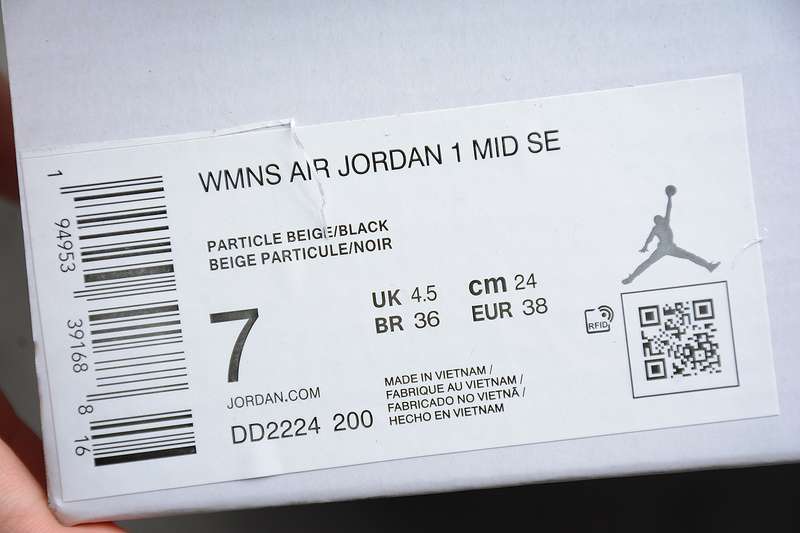 WMNS AIR JORDAN 1 MID SE
PARTICLE BEIGE/BLACK
BEIGE PARTICULE/NOIR
7
UK 4.5
cm 24
BR 36
EUR 38
RFID
JORDAN.COM
DD2224 200
MADE IN VIETNAM /
FABRIQUE AU VIETNAM /
FABRICADO NO VIETNÃ /
HECHO EN VIETNAM
1 94953 39168 8 16